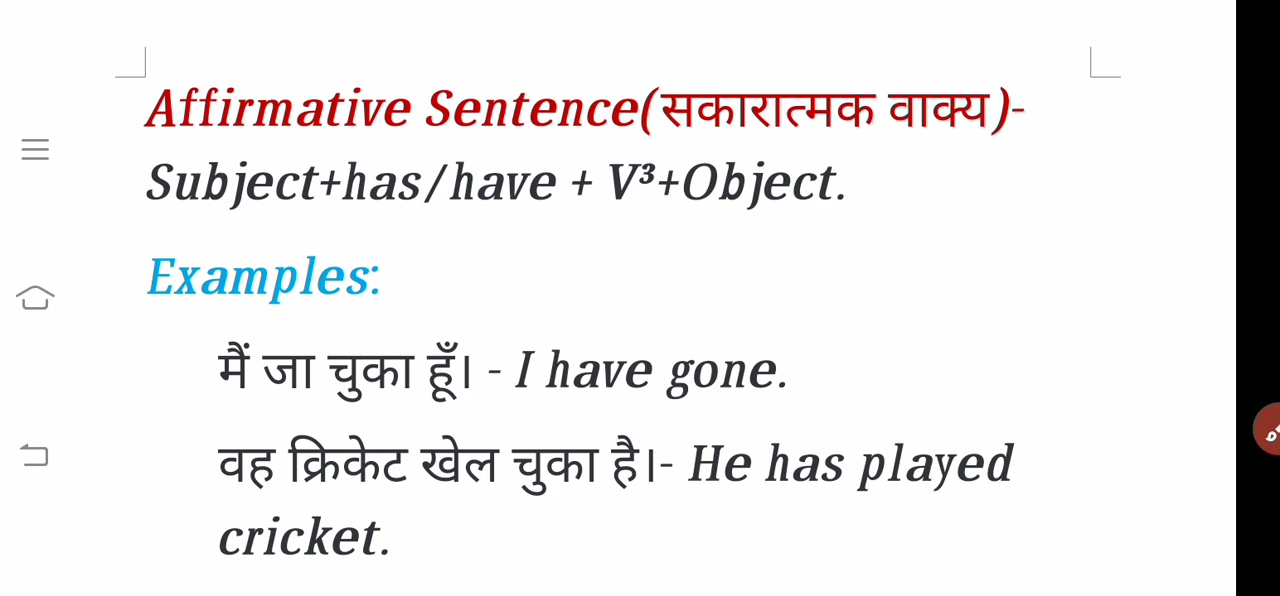 Affirmative Sentence(सकारात्मक वाक्य)-
Subject+has/have + V³+Object.
Examples:
मैं जा चुका हूँ। - I have gone.
वह क्रिकेट खेल चुका है।- He has played
cricket.